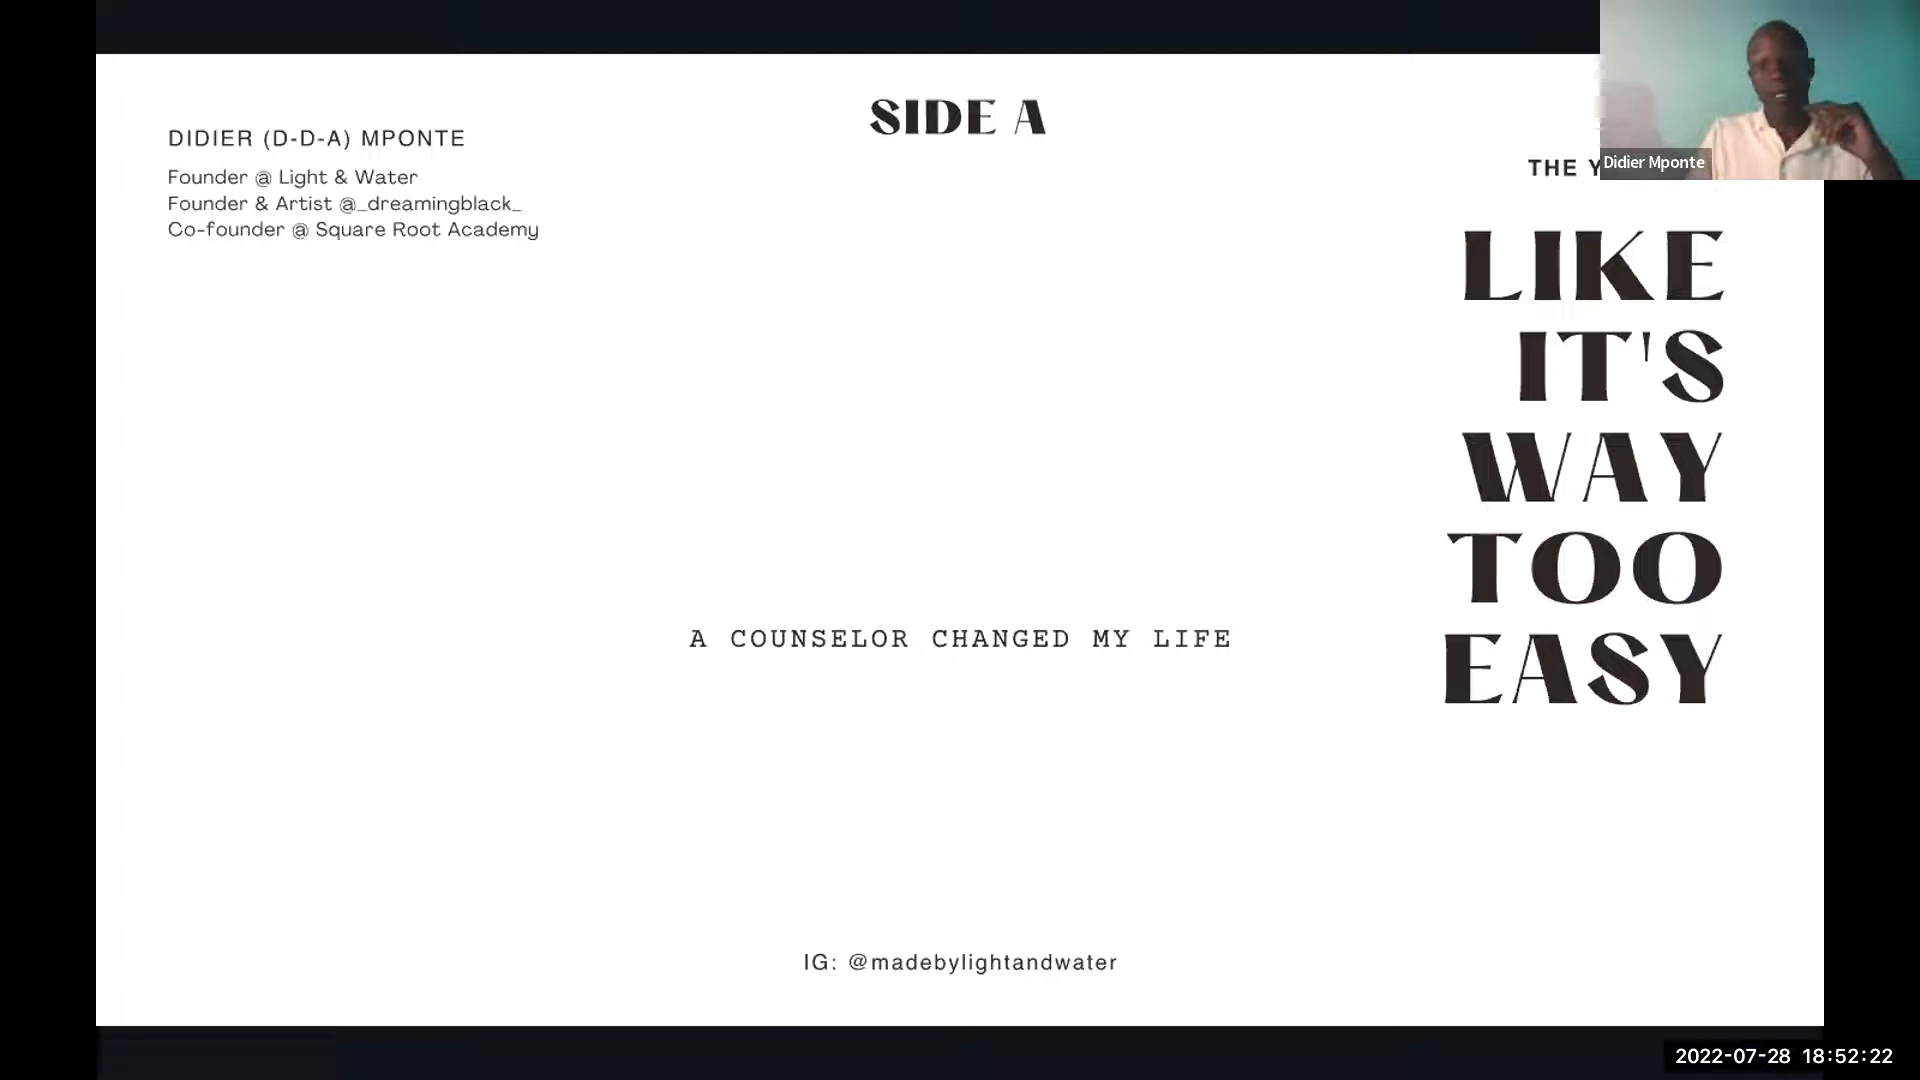 SIDE A
DIDIER (D-D-A) MPONTE
Founder @ Light & Water
Founder & Artist @_dreamingblack_
Co-founder @ Square Root Academy
THE Y
LIKE
IT'S
WAY
TOO
EASY
A COUNSELOR CHANGED MY LIFE
IG: @madebylightandwater
Didier Mponte
2022-07-28 18:52:22